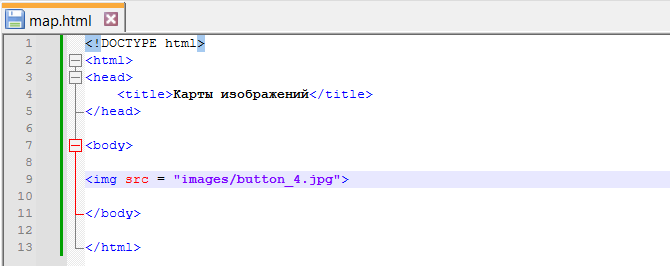 map.html
1 <!DOCTYPE html>
2 <html>
3 <head>
4     <title>Карты изображений</title>
5 </head>
6
7 <body>
8
9 <img src = "images/button_4.jpg">
10
11 </body>
12
13 </html>